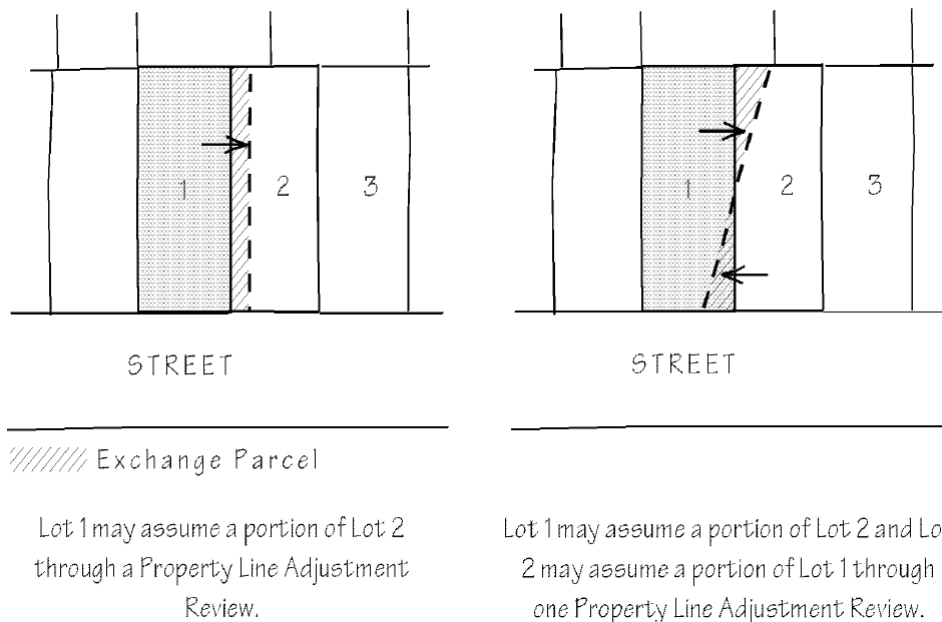 1 2 3
STREET
Exchange Parcel
Lot 1 may assume a portion of Lot 2
through a Property Line Adjustment
Review.
1 2 3
STREET
Lot 1 may assume a portion of Lot 2 and Lo
2 may assume a portion of Lot 1 through
one Property Line Adjustment Review.